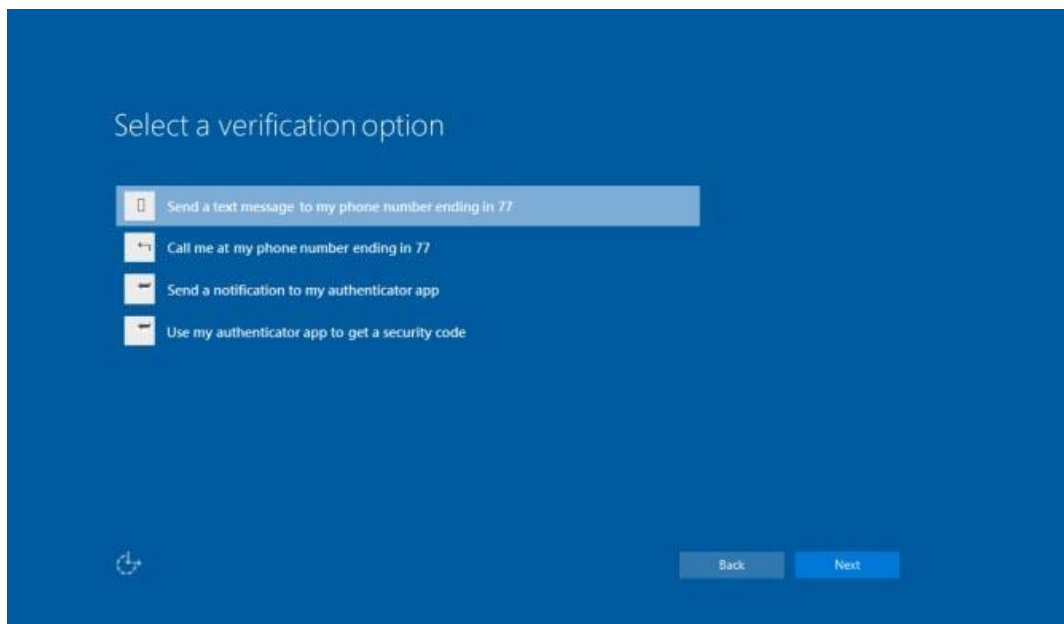 Select a verification option
Send a text message to my phone number ending in 77
Call me at my phone number ending in 77
Send a notification to my authenticator app
Use my authenticator app to get a security code
Back
Next